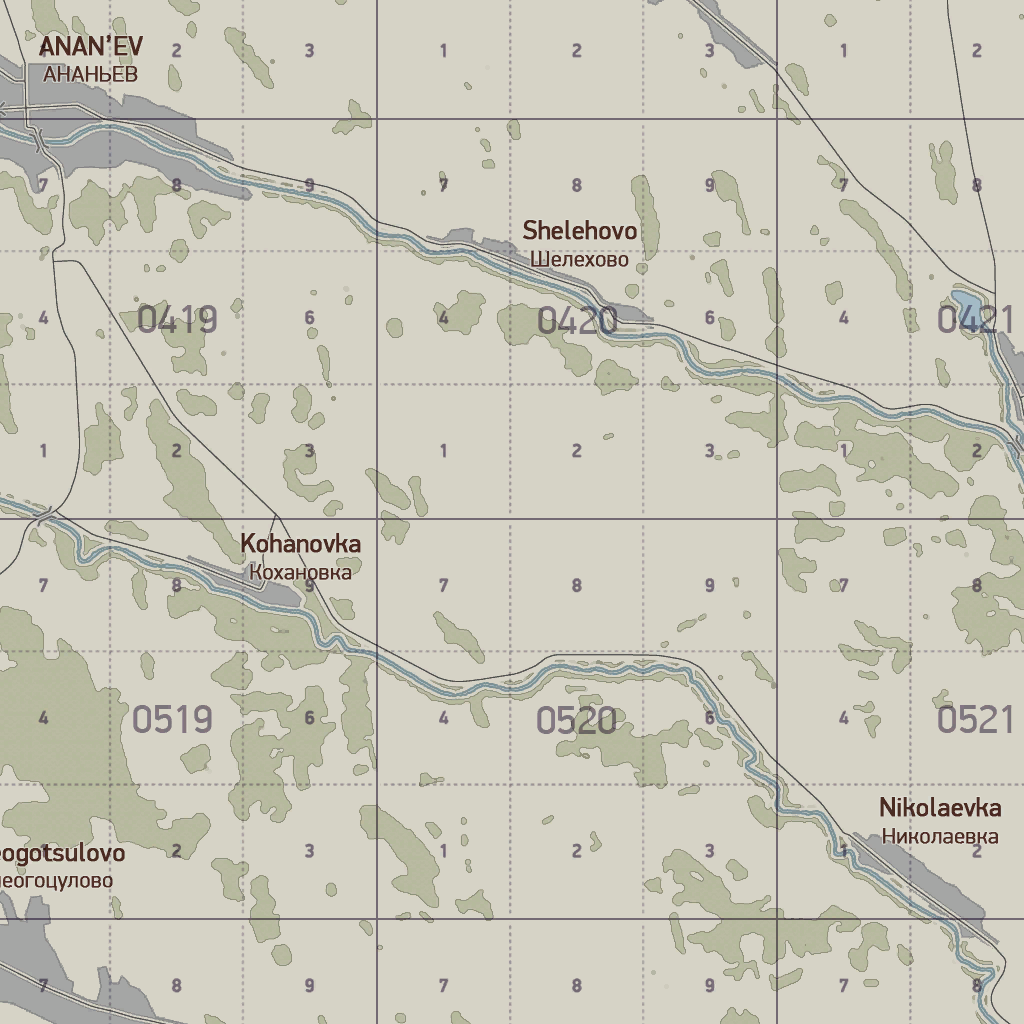 ANAN'EV
АНАНЬЕВ
2 3 1 2 3 1 2
7 8 9 7 8 9 7 8
Shelehovo
Шелехово
4 0419 6 4 0420 6 4 0421
1 2 3 1 2 3 1 2
Kohanovka
Кохановка
7 8 9 7 8 9 7 8
4 0519 6 4 0520 6 4 0521
Nikolaevka
Николаевка
1 2 3 1 2 3 1 2
ogotsulovo
еогоцулово
7 8 9 7 8 9 7 8